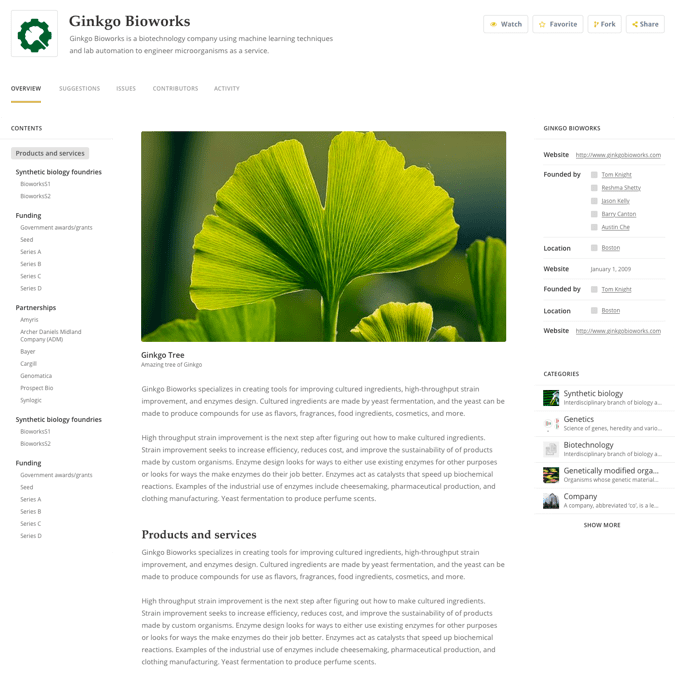 Ginkgo Bioworks
Ginkgo Bioworks is a biotechnology company using machine learning techniques
and lab automation to engineer microorganisms as a service.
Watch
Favorite
Fork
Share
OVERVIEW
SUGGESTIONS
ISSUES
CONTRIBUTORS
ACTIVITY
CONTENTS
Products and services
Synthetic biology foundries
BioworksS1
BioworksS2
Funding
Government awards/grants
Seed
Series A
Series B
Series C
Series D
Partnerships
Amyris
Archer Daniels Midland
Company (ADM)
Bayer
Cargill
Genomatica
Prospect Bio
Synlogic
Synthetic biology foundries
BioworksS1
BioworksS2
Funding
Government awards/grants
Seed
Series A
Series B
Series C
Series D
Ginkgo Tree
Amazing tree of Ginkgo
Ginkgo Bioworks specializes in creating tools for improving cultured ingredients, high-throughput strain
improvement, and enzymes design. Cultured ingredients are made by yeast fermentation, and the yeast can be
made to produce compounds for use as flavors, fragrances, food ingredients, cosmetics, and more.
High throughput strain improvement is the next step after figuring out how to make cultured ingredients.
Strain improvement seeks to increase efficiency, reduces cost, and improve the sustainability of of products
made by custom organisms. Enzyme design looks for ways to either use existing enzymes for other purposes
or looks for ways the make enzymes do their job better. Enzymes act as catalysts that speed up biochemical
reactions. Examples of the industrial use of enzymes include cheesemaking, pharmaceutical production, and
clothing manufacturing. Yeast fermentation to produce perfume scents.
Products and services
Ginkgo Bioworks specializes in creating tools for improving cultured ingredients, high-throughput strain
improvement, and enzymes design. Cultured ingredients are made by yeast fermentation, and the yeast can be
made to produce compounds for use as flavors, fragrances, food ingredients, cosmetics, and more.
High throughput strain improvement is the next step after figuring out how to make cultured ingredients.
Strain improvement seeks to increase efficiency, reduces cost, and improve the sustainability of of products
made by custom organisms. Enzyme design looks for ways to either use existing enzymes for other purposes
or looks for ways the make enzymes do their job better. Enzymes act as catalysts that speed up biochemical
reactions. Examples of the industrial use of enzymes include cheesemaking, pharmaceutical production, and
clothing manufacturing. Yeast fermentation to produce perfume scents.
GINKGO BIOWORKS
Website http://www.ginkgobioworks.com
Founded by Tom Knight
Reshma Shetty
Jason Kelly
Barry Canton
Austin Che
Location Boston
Website January 1, 2009
Founded by Tom Knight
Location Boston
Website http://www.ginkgobioworks.com
CATEGORIES
Synthetic biology
Interdisciplinary branch of biology a...
Genetics
Science of genes, heredity and vario...
Biotechnology
Interdisciplinary branch of biology a...
Genetically modified orga...
Organisms whose genetic material...
Company
A company, abbreviated 'co', is a le...
SHOW MORE